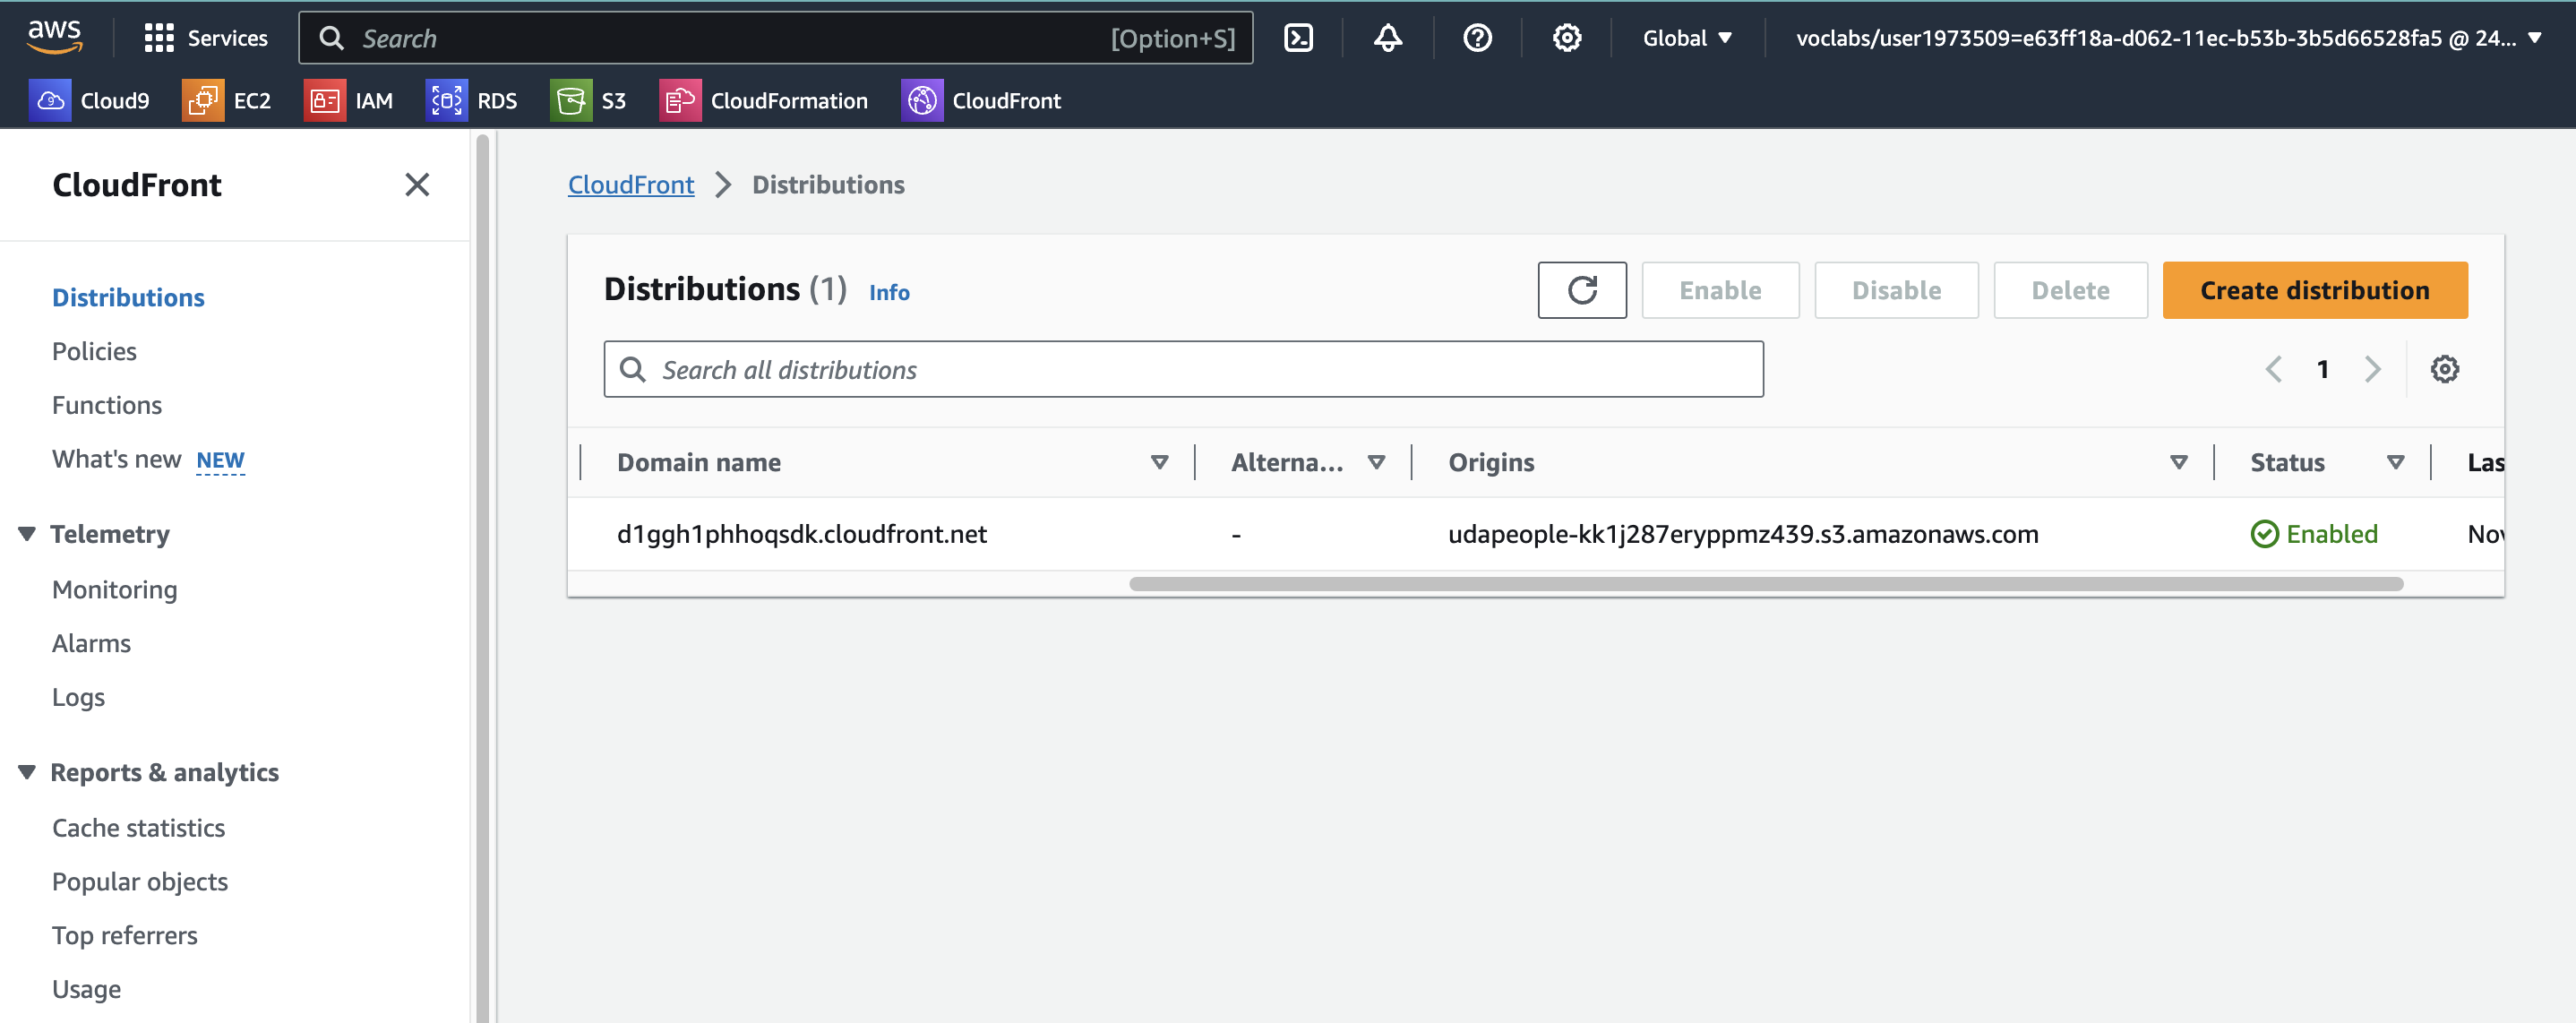 aws
Services
Search
[Option+S]
Global
voclabs/user1973509=e63ff18a-d062-11ec-b53b-3b5d66528fa5 @ 24...
Cloud9
EC2
IAM
RDS
S3
CloudFormation
CloudFront
CloudFront
Distributions
Policies
Functions
What's new NEW
Telemetry
Monitoring
Alarms
Logs
Reports & analytics
Cache statistics
Popular objects
Top referrers
Usage
CloudFront > Distributions
Distributions (1) Info
Enable
Disable
Delete
Create distribution
Search all distributions
1
Domain name
Alterna...
Origins
Status
Las
d1ggh1phhoqsdk.cloudfront.net
-
udapeople-kk1j287eryppmz439.s3.amazonaws.com
Enabled
Nov